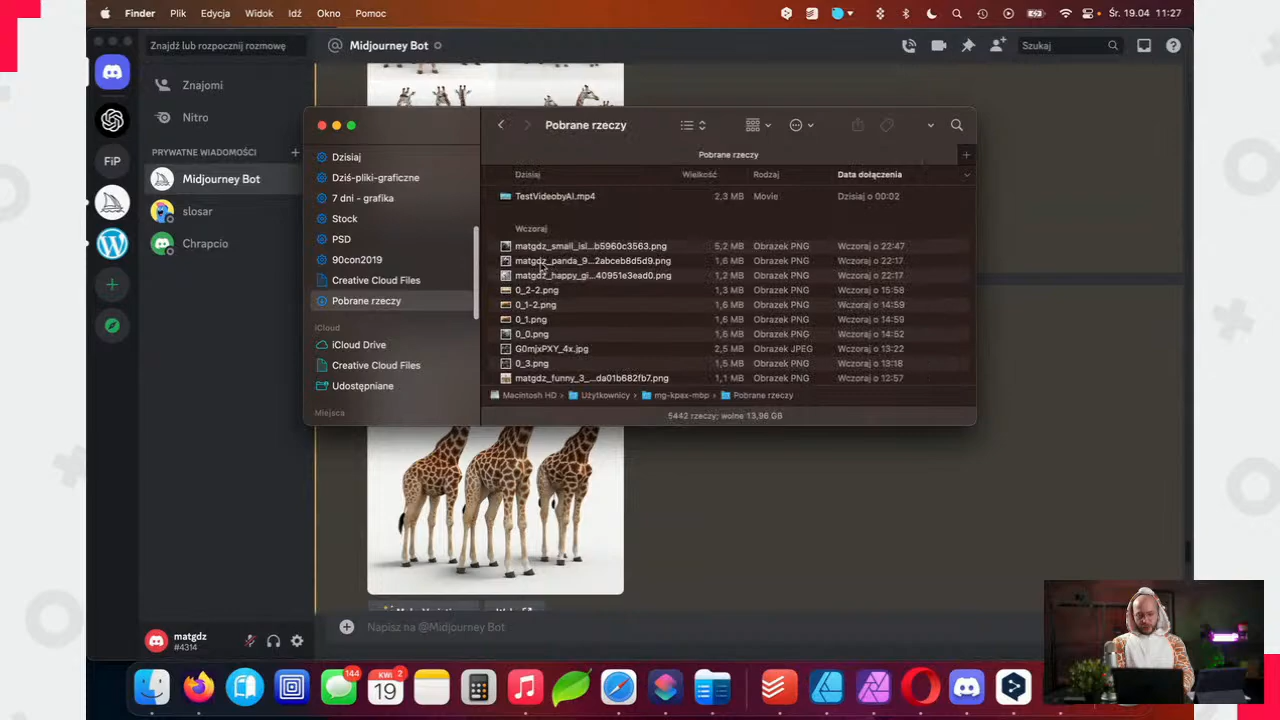 Finder Plik Edycja Widok Idź Okno Pomoc
Śr. 19.04 11:27
Znajdź lub rozpocznij rozmowę
Midjourney Bot
Szukaj
Znajomi
Nitro
PRYWATNE WIADOMOŚCI
Midjourney Bot
slosar
Chrapcio
FiP
Dzisiaj
Dziś-pliki-graficzne
7 dni - grafika
Stock
PSD
90con2019
Creative Cloud Files
Pobrane rzeczy
iCloud
iCloud Drive
Creative Cloud Files
Udostępniane
Miejsca
Pobrane rzeczy
Pobrane rzeczy
Dzisiaj Wielkość Rodzaj Data dołączenia
TestVideobyAI.mp4 2,3 MB Movie Dzisiaj o 00:02
Wczoraj
matgdz_small_isl...b5960c3563.png 5,2 MB Obrazek PNG Wczoraj o 22:47
matgdz_panda_9...2abceb8d5d9.png 1,6 MB Obrazek PNG Wczoraj o 22:17
matgdz_happy_gi...40951e3ead0.png 1,2 MB Obrazek PNG Wczoraj o 22:17
0_2-2.png 1,3 MB Obrazek PNG Wczoraj o 15:58
0_1-2.png 1,6 MB Obrazek PNG Wczoraj o 14:59
0_1.png 1,6 MB Obrazek PNG Wczoraj o 14:59
0_0.png 1,6 MB Obrazek PNG Wczoraj o 14:52
G0mjxPXY_4x.jpg 2,5 MB Obrazek JPEG Wczoraj o 13:22
0_3.png 1,5 MB Obrazek PNG Wczoraj o 13:18
matgdz_funny_3_...da01b682fb7.png 1,1 MB Obrazek PNG Wczoraj o 12:57
Macintosh HD Użytkownicy mg-kpax-mbp Pobrane rzeczy
5442 rzeczy; wolne 13,96 GB
Napisz na @Midjourney Bot
matgdz
#4314
144
KWI
2
19